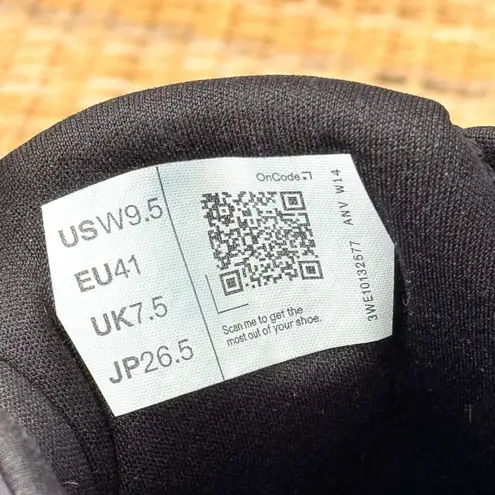 USW9.5
EU41
UK7.5
JP26.5
OnCode
Scan me to get the
most out of your shoe.
3WE10132577 ANV W14